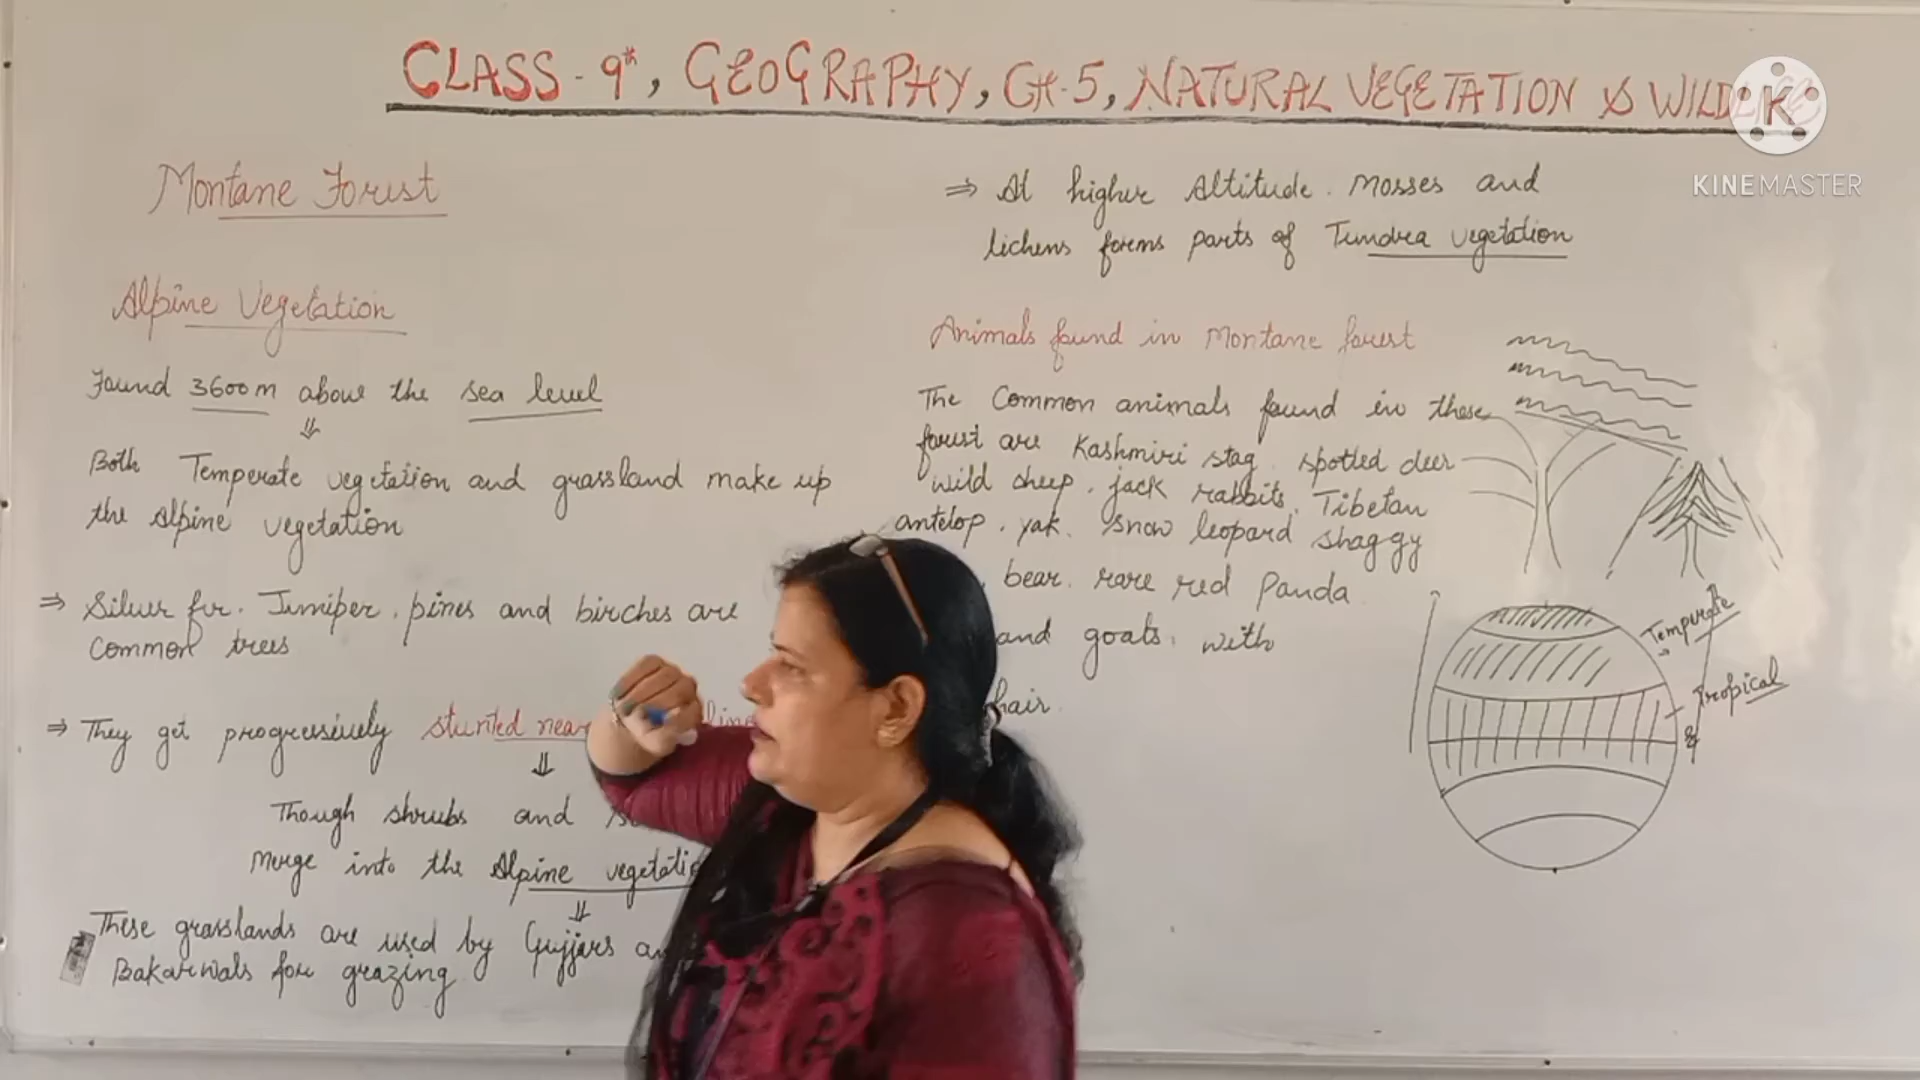 CLASS - 9th, GEOGRAPHY, CH-5, NATURAL VEGETATION & WILDLIFE
KINEMASTER
Montane Forest
Alpine Vegetation
Found 3600m above the sea level
⇓
Both Temperate vegetation and grassland make up
the Alpine vegetation
⇒ Silver fir. Juniper. pines and birches are
common trees
⇒ They get progressively stunted near
⇓
Though shrubs and
Merge into the Alpine vegetation
⇓
These grasslands are used by Gujjars
Bakarwals for grazing
⇒ At higher Altitude. Mosses and
lichens forms parts of Tundra vegetation
Animals found in Montane forest
The Common animals found in these
forest are Kashmiri stag. spotted deer
wild sheep. jack rabbits. Tibetan
antelop. yak. snow leopard shaggy
bear. rare red Panda
and goats. with
hair.
Temperate
Tropical